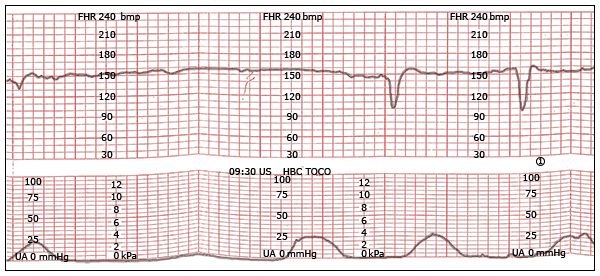 FHR 240 bmp FHR 240 bmp FHR 240 bmp
210 210 210
180 180 180
150 150 150
120 120 120
90 90 90
60 60 60
30 30 30
①
09:30 US HBC TOCO
100 12 100 12 100
75 10 75 10 75
50 8 50 8 50
25 6 25 6 25
4 4
2 2
UA 0 mmHg 0 kPa UA 0 mmHg 0 kPa UA 0 mmHg